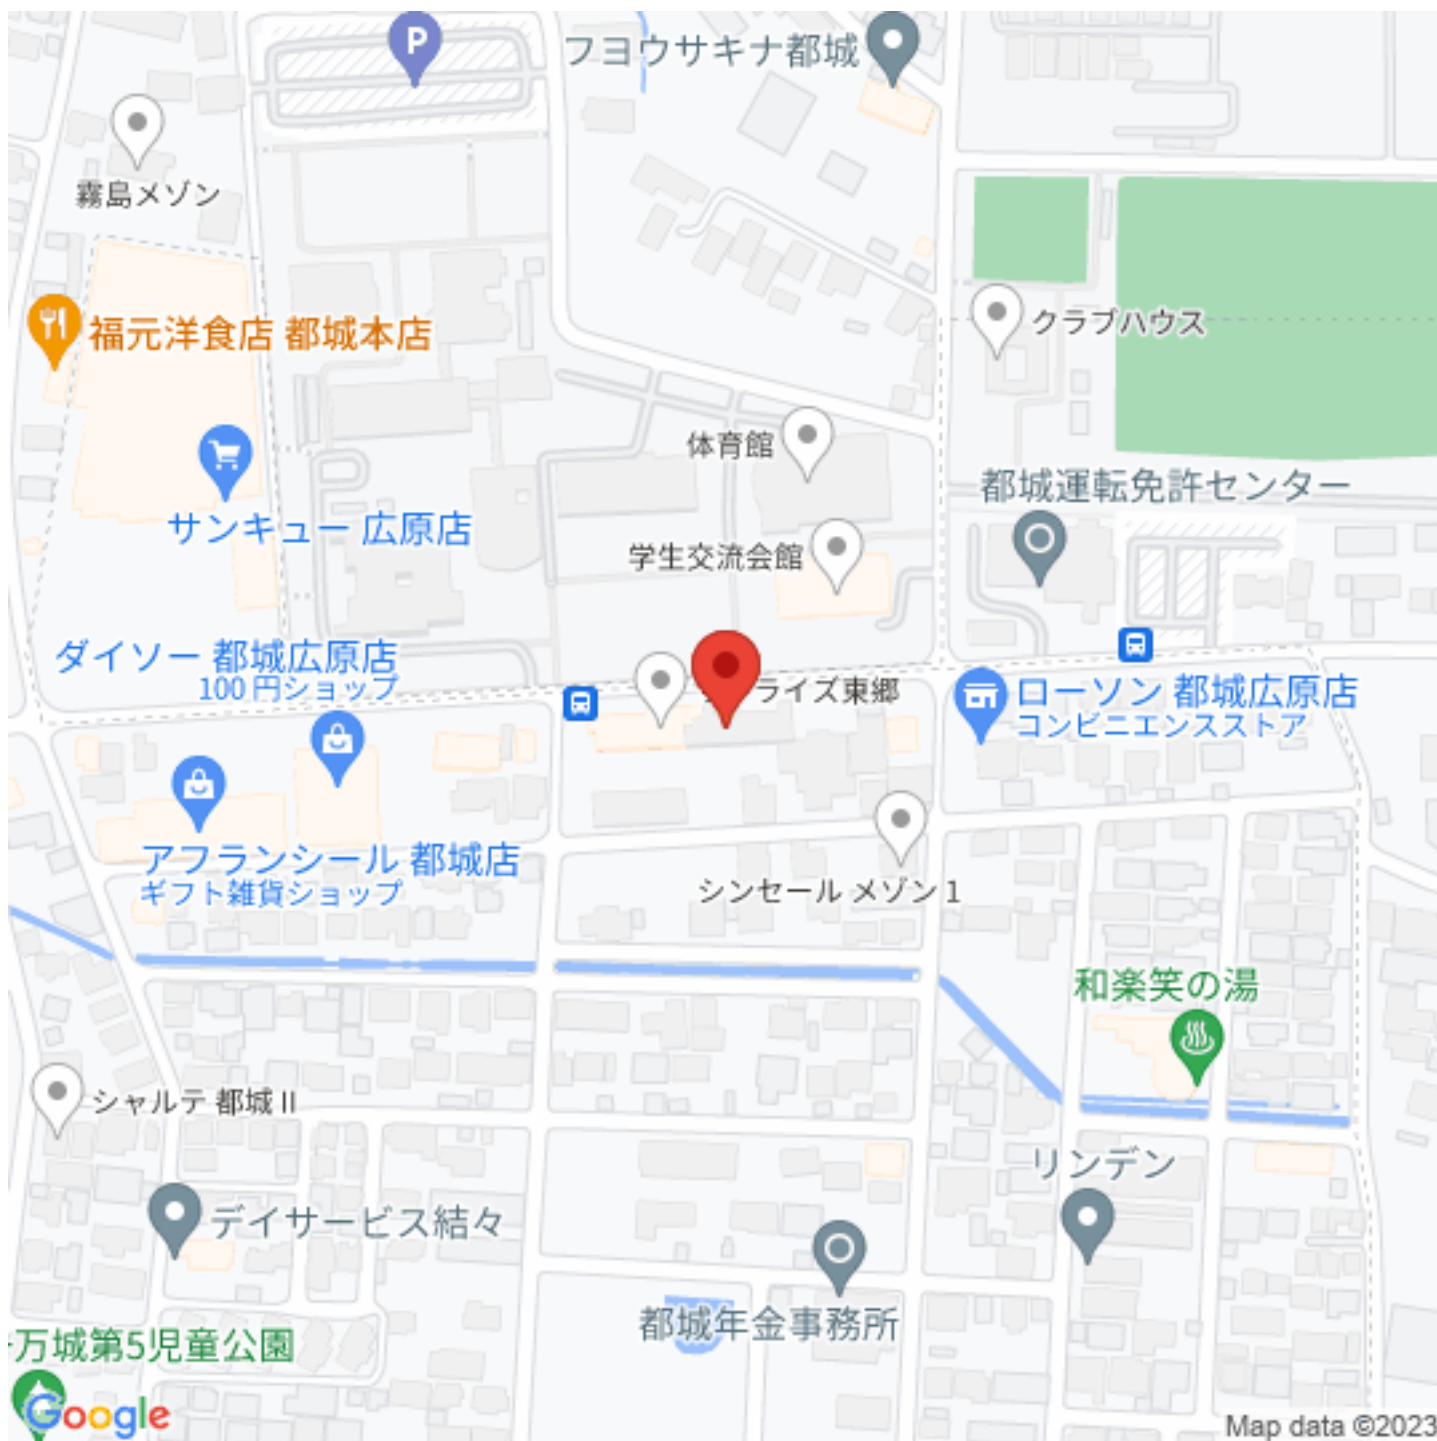 P
フヨウサキナ都城
霧島メゾン
福元洋食店 都城本店
クラブハウス
体育館
都城運転免許センター
サンキュー 広原店
学生交流会館
ダイソー 都城広原店
100 円ショップ
ライズ東郷
ローソン 都城広原店
コンビニエンスストア
アフランシール 都城店
ギフト雑貨ショップ
シンセール メゾン 1
和楽笑の湯
シャルテ 都城 II
リンデン
デイサービス結々
都城年金事務所
万城第5児童公園
Google
Map data ©2023